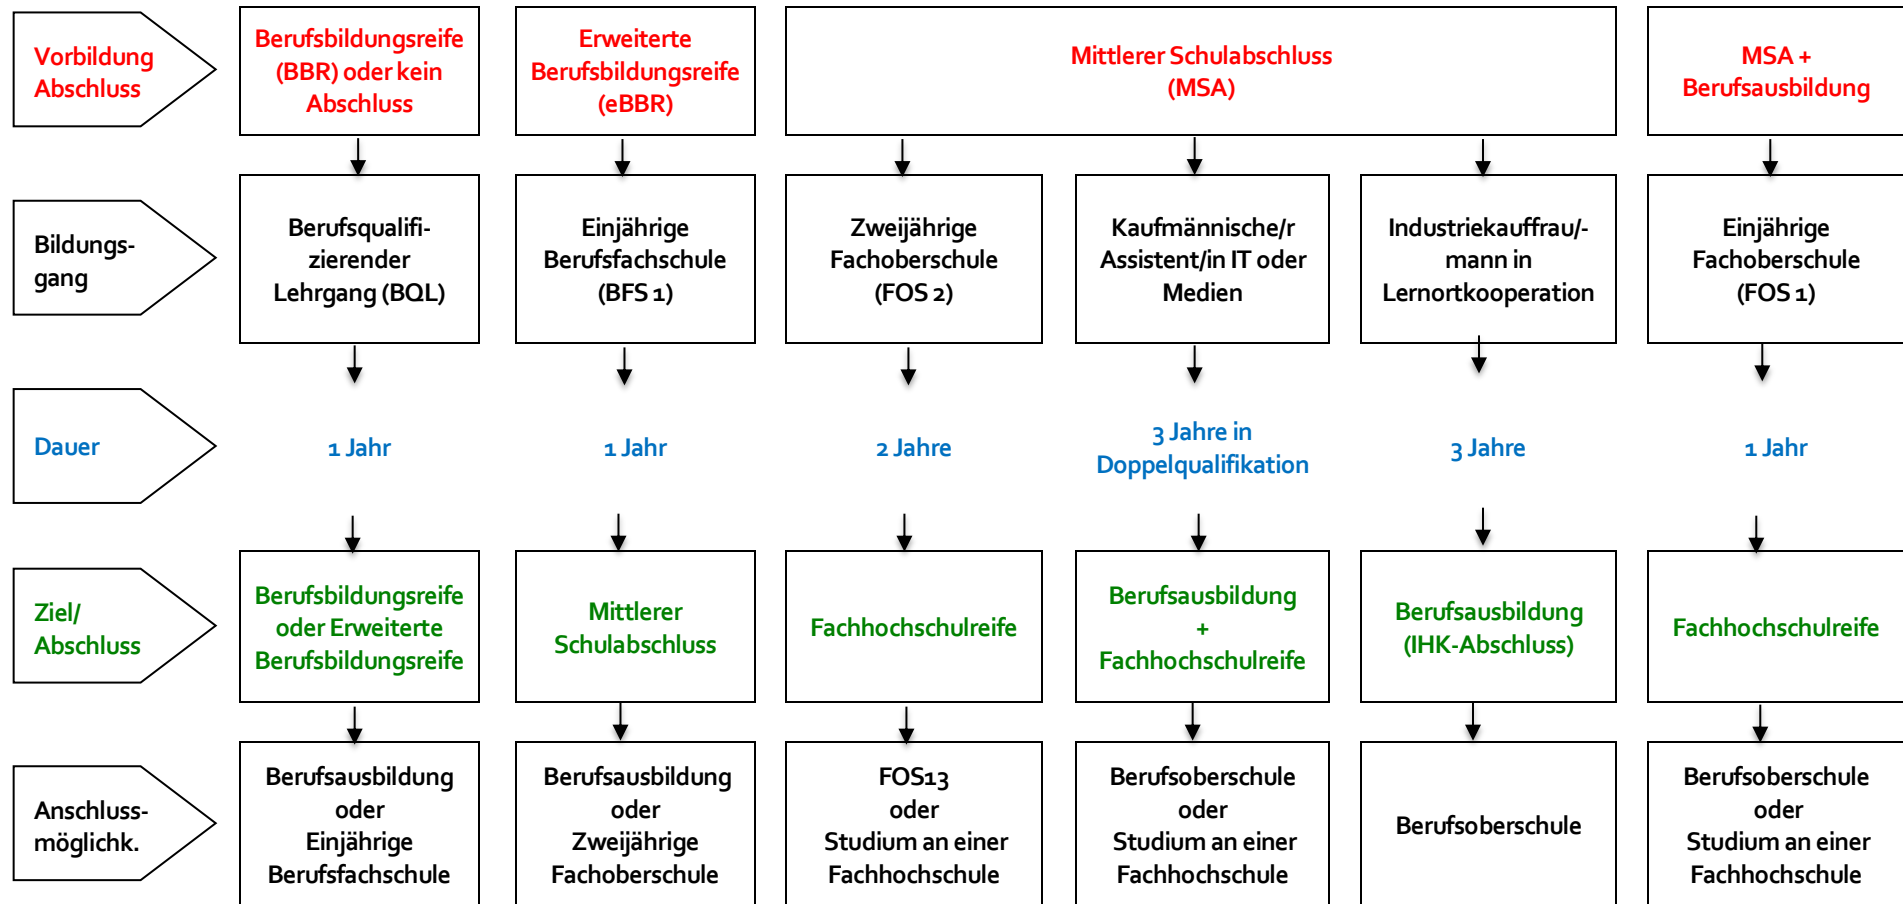 Vorbildung
Abschluss
Berufsbildungsreife
(BBR) oder kein
Abschluss
Erweiterte
Berufsbildungsreife
(eBBR)
Mittlerer Schulabschluss
(MSA)
MSA +
Berufsausbildung
Bildungs-
gang
Berufsqualifi-
zierender
Lehrgang (BQL)
Einjährige
Berufsfachschule
(BFS 1)
Zweijährige
Fachoberschule
(FOS 2)
Kaufmännische/r
Assistent/in IT oder
Medien
Industriekauffrau/-
mann in
Lernortkooperation
Einjährige
Fachoberschule
(FOS 1)
Dauer
1 Jahr
1 Jahr
2 Jahre
3 Jahre in
Doppelqualifikation
3 Jahre
1 Jahr
Ziel/
Abschluss
Berufsbildungsreife
oder Erweiterte
Berufsbildungsreife
Mittlerer
Schulabschluss
Fachhochschulreife
Berufsausbildung
+
Fachhochschulreife
Berufsausbildung
(IHK-Abschluss)
Fachhochschulreife
Anschluss-
möglichk.
Berufsausbildung
oder
Einjährige
Berufsfachschule
Berufsausbildung
oder
Zweijährige
Fachoberschule
FOS13
oder
Studium an einer
Fachhochschule
Berufsoberschule
oder
Studium an einer
Fachhochschule
Berufsoberschule
Berufsoberschule
oder
Studium an einer
Fachhochschule